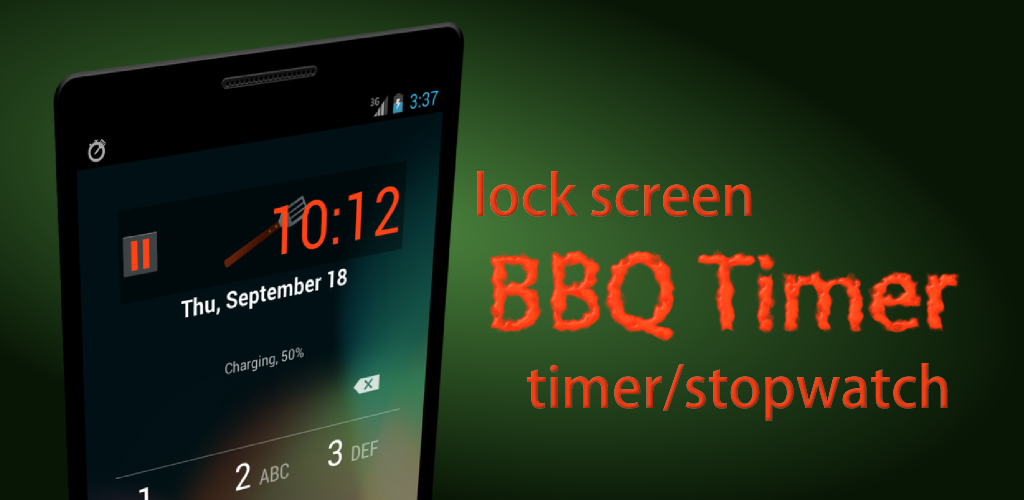 3G 3:37
10:12
Thu, September 18
Charging, 50%
1 2 ABC 3 DEF
lock screen
BBQ Timer
timer/stopwatch